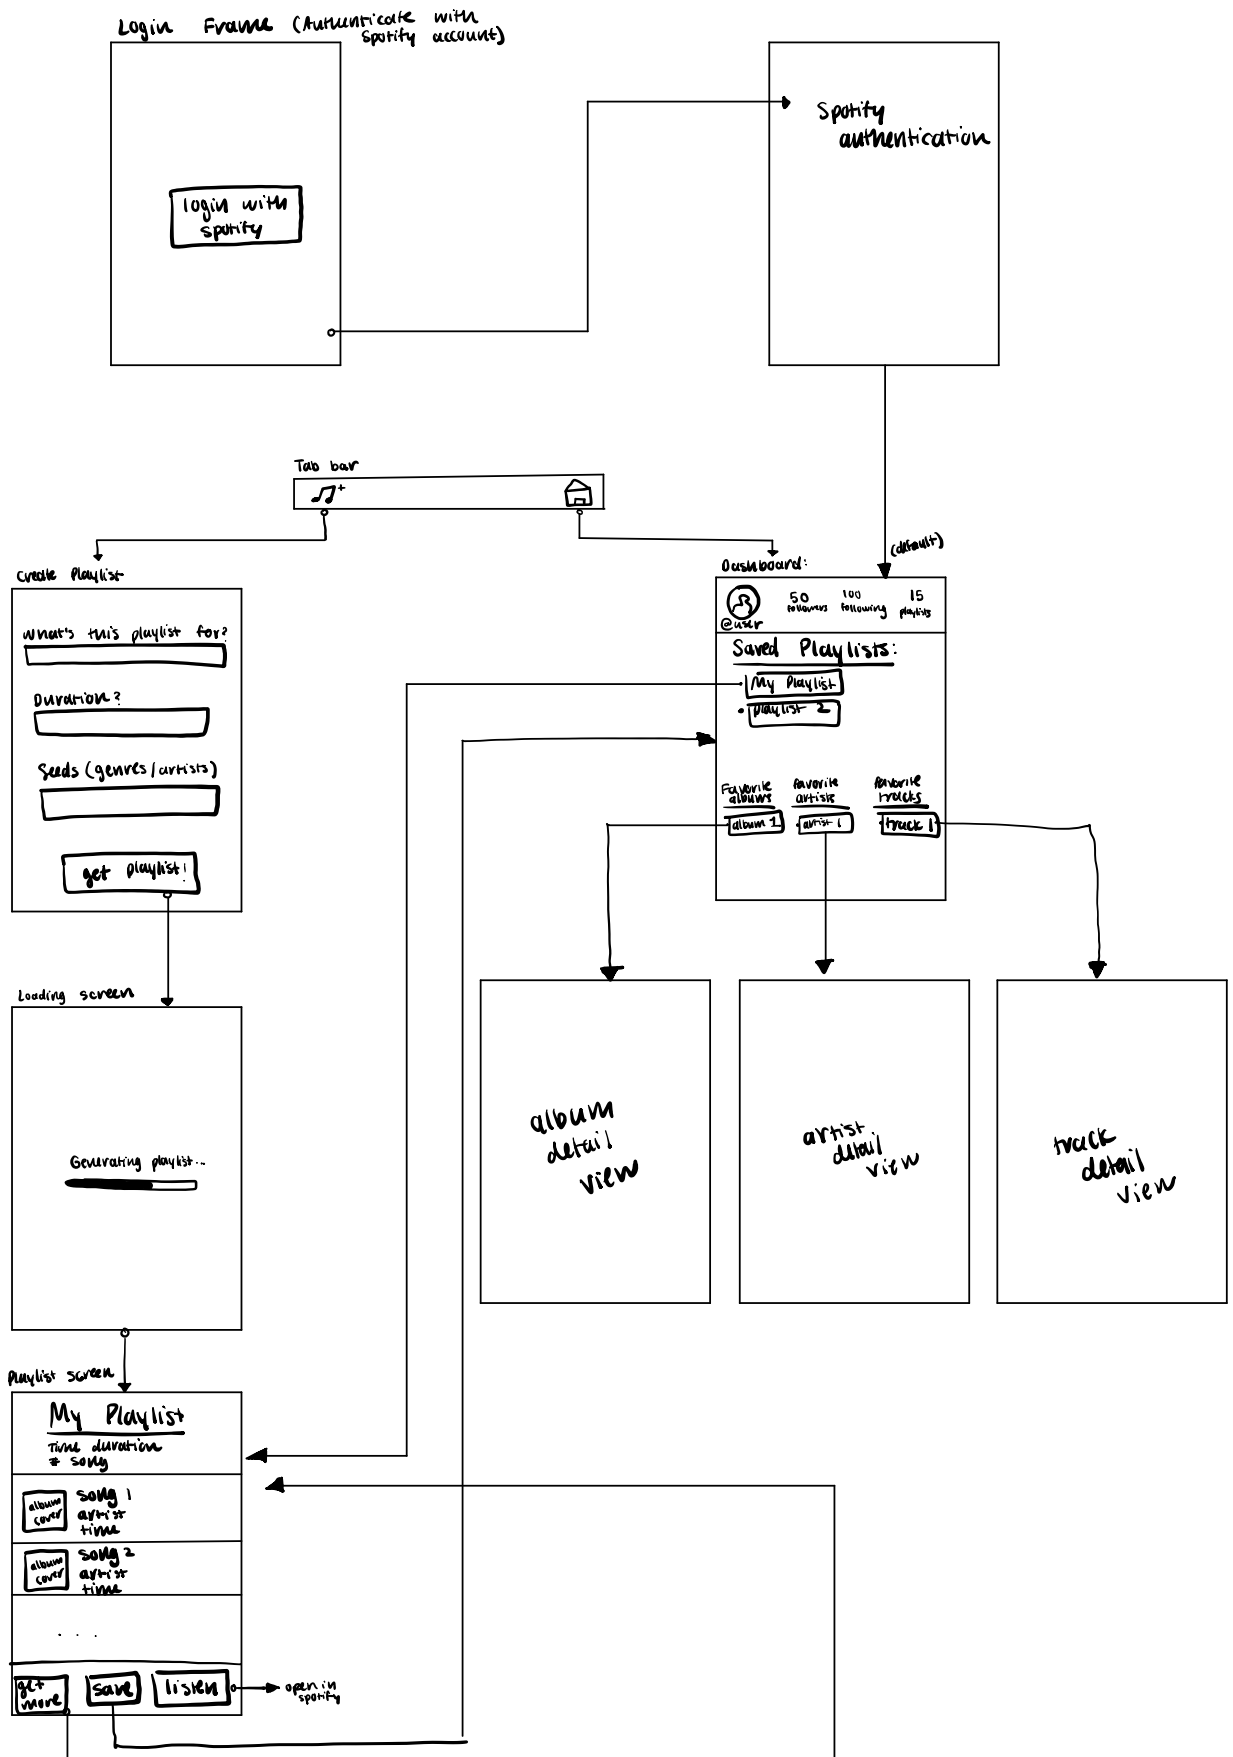 Login Frame (Authenticate with
Spotify account)
login with
spotify
Spotify
authentication
Tab bar
(default)
Create Playlist
What's this playlist for?
Duration?
Seeds (genres/artists)
get playlist!
Dashboard:
50
followers
100
following
15
playlists
@user
Saved Playlists:
My Playlist
playlist 2
Favorite
albums
favorite
artists
favorite
tracks
album 1
artist 1
track 1
album
detail
view
artist
detail
view
track
detail
view
Loading screen
Generating playlist...
Playlist screen
My Playlist
Time duration
# song
album
cover
song 1
artist
time
album
cover
song 2
artist
time
. . .
get
more
save
listen
open in
spotify